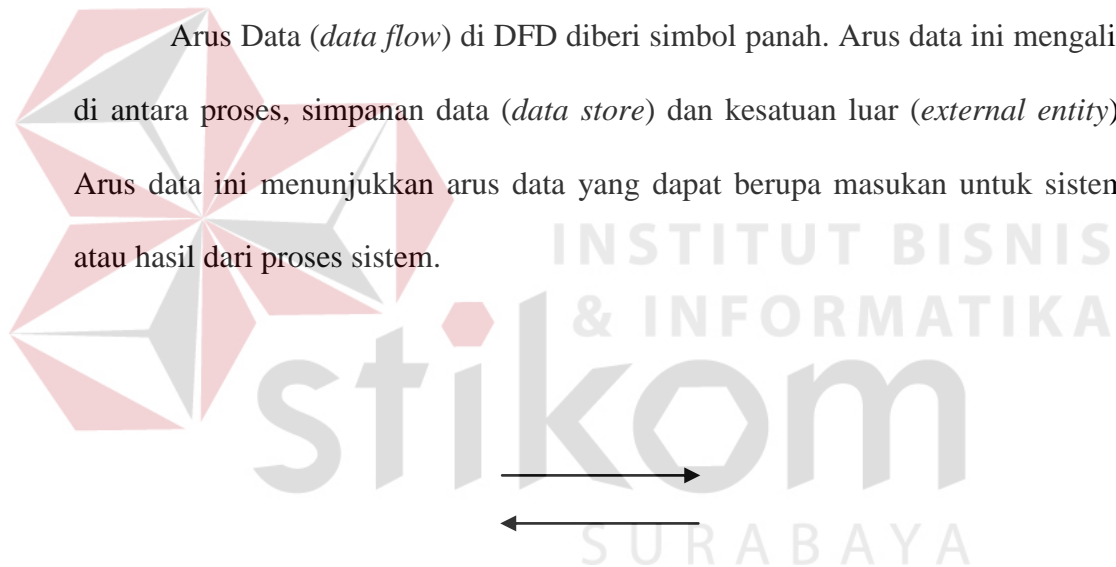 Arus Data (data flow) di DFD diberi simbol panah. Arus data ini mengali
di antara proses, simpanan data (data store) dan kesatuan luar (external entity)
Arus data ini menunjukkan arus data yang dapat berupa masukan untuk sisten
atau hasil dari proses sistem.
INSTITUT BISNIS
& INFORMATIKA
stikom
SURABAYA